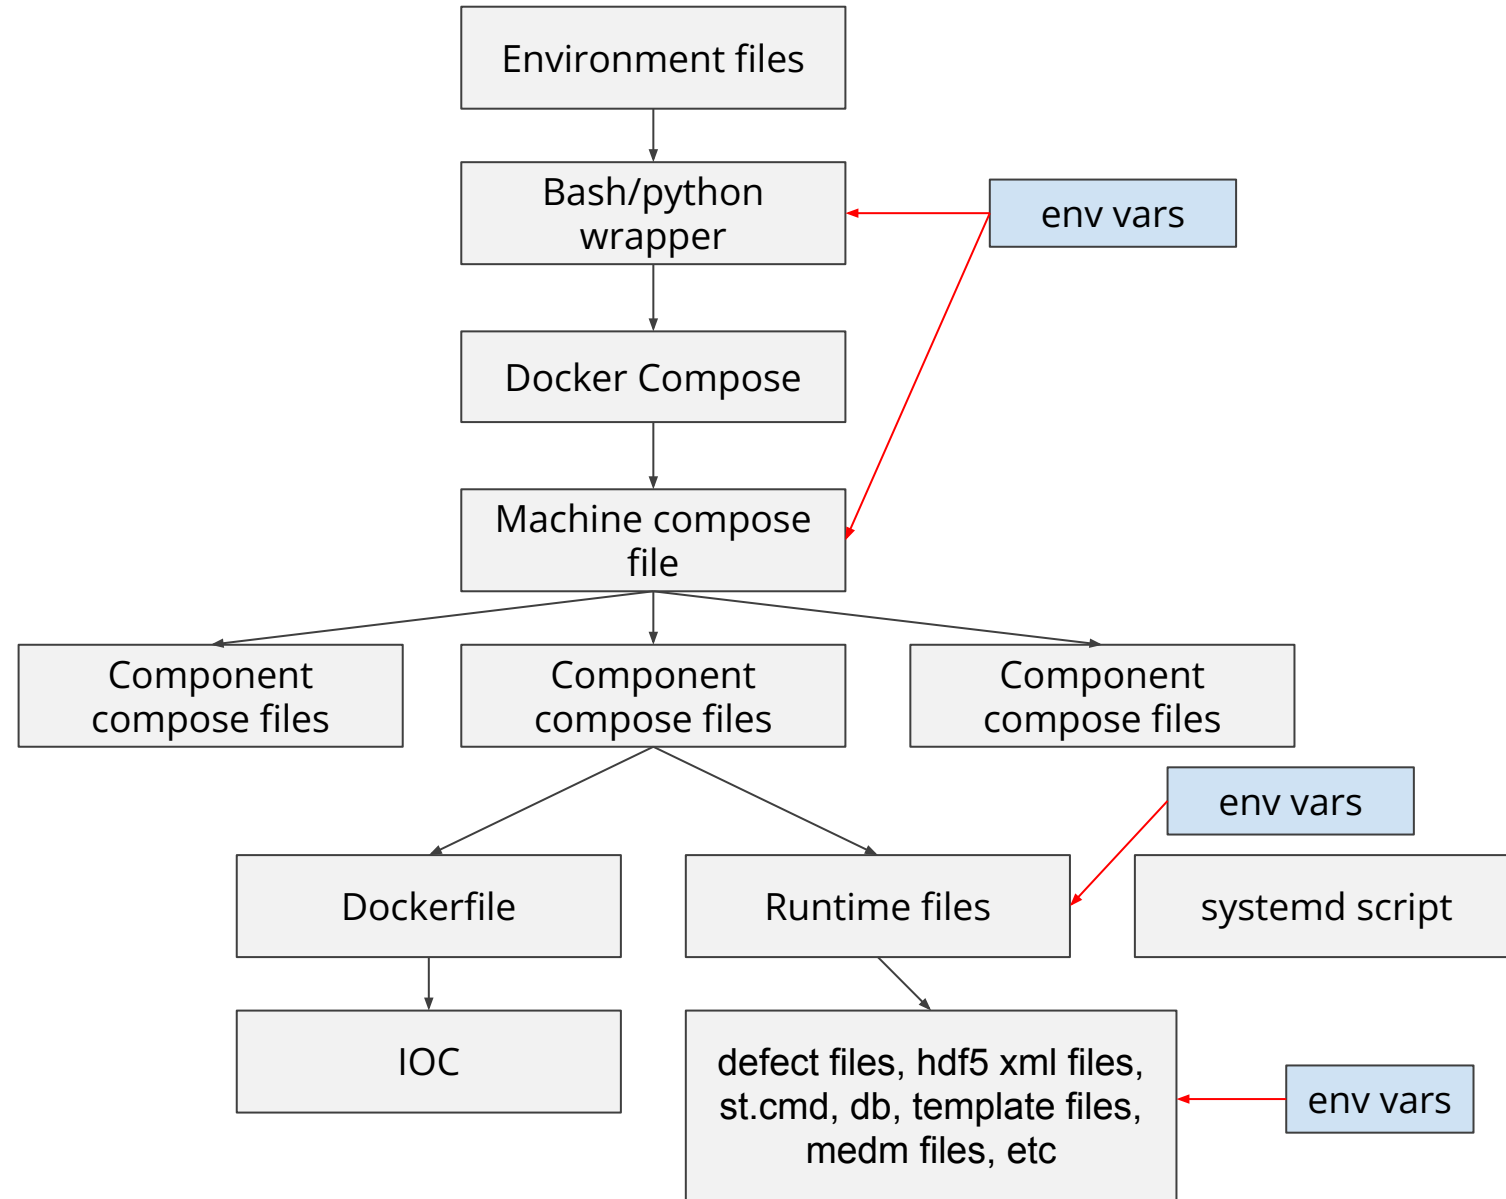 Environment files
Bash/python
wrapper
env vars
Docker Compose
Machine compose
file
Component
compose files
Component
compose files
Component
compose files
env vars
Dockerfile
Runtime files
systemd script
IOC
defect files, hdf5 xml files,
st.cmd, db, template files,
medm files, etc
env vars